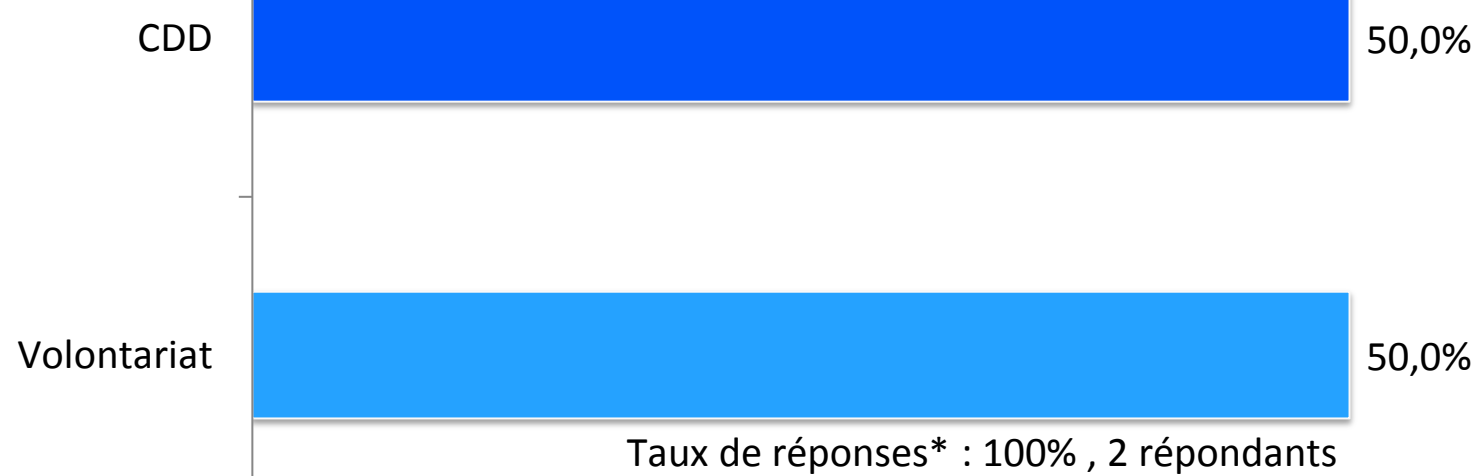 CDD 50,0%
Volontariat 50,0%
Taux de réponses* : 100% , 2 répondants